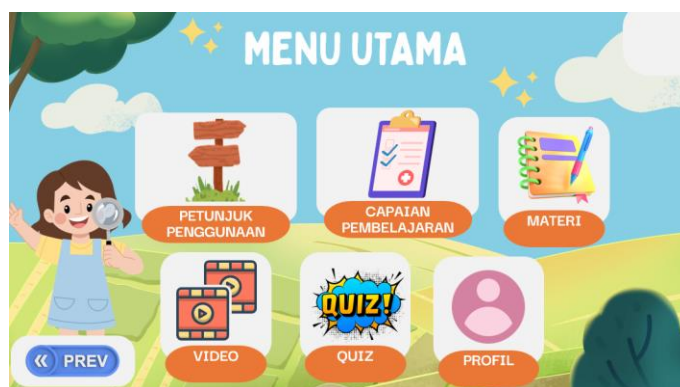 MENU UTAMA
PETUNJUK
PENGGUNAAN
CAPAIAN
PEMBELAJARAN
MATERI
QUIZ!
VIDEO
QUIZ
PROFIL
« PREV